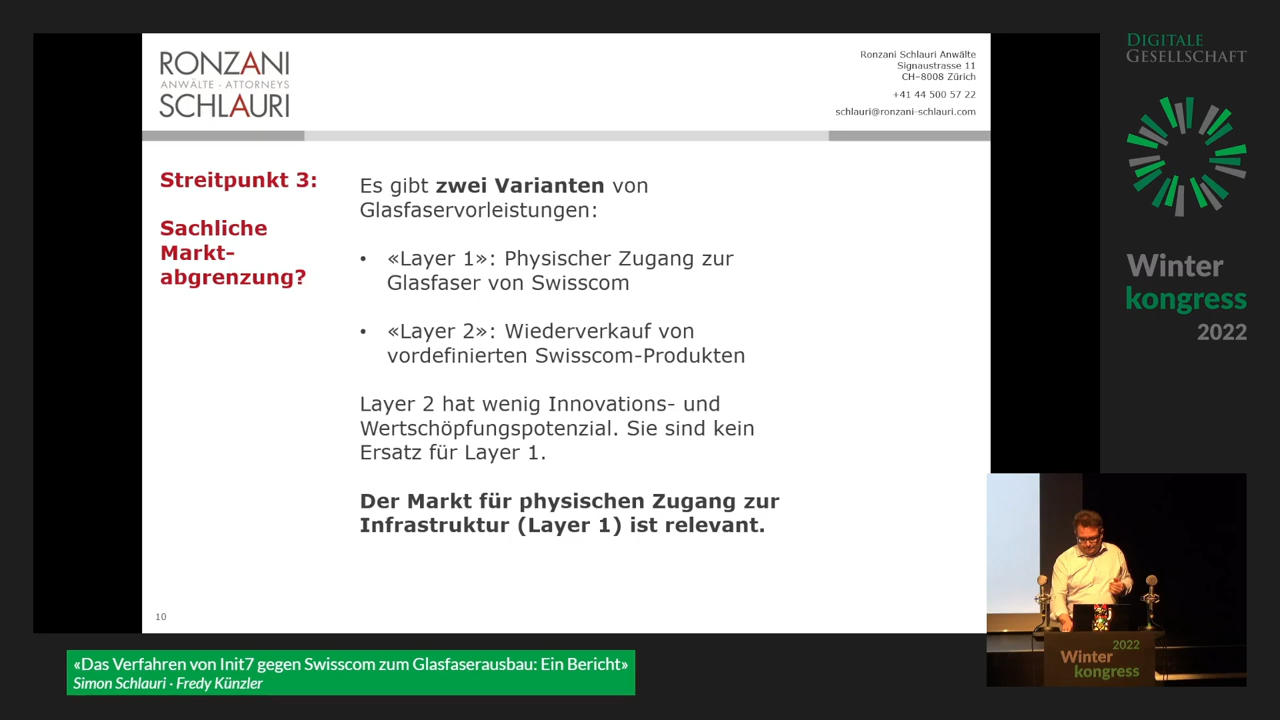 RONZANI
ANWÄLTE · ATTORNEYS
SCHLAURI
Ronzani Schlauri Anwälte
Signaustrasse 11
CH–8008 Zürich
+41 44 500 57 22
schlauri@ronzani-schlauri.com
Streitpunkt 3:
Sachliche
Markt-
abgrenzung?
Es gibt zwei Varianten von
Glasfaservorleistungen:
• «Layer 1»: Physischer Zugang zur
Glasfaser von Swisscom
• «Layer 2»: Wiederverkauf von
vordefinierten Swisscom-Produkten
Layer 2 hat wenig Innovations- und
Wertschöpfungspotenzial. Sie sind kein
Ersatz für Layer 1.
Der Markt für physischen Zugang zur
Infrastruktur (Layer 1) ist relevant.
10
DIGITALE
GESELLSCHAFT
Winter
kongress
2022
2022
Winter
kongress
«Das Verfahren von Init7 gegen Swisscom zum Glasfaserausbau: Ein Bericht»
Simon Schlauri · Fredy Künzler